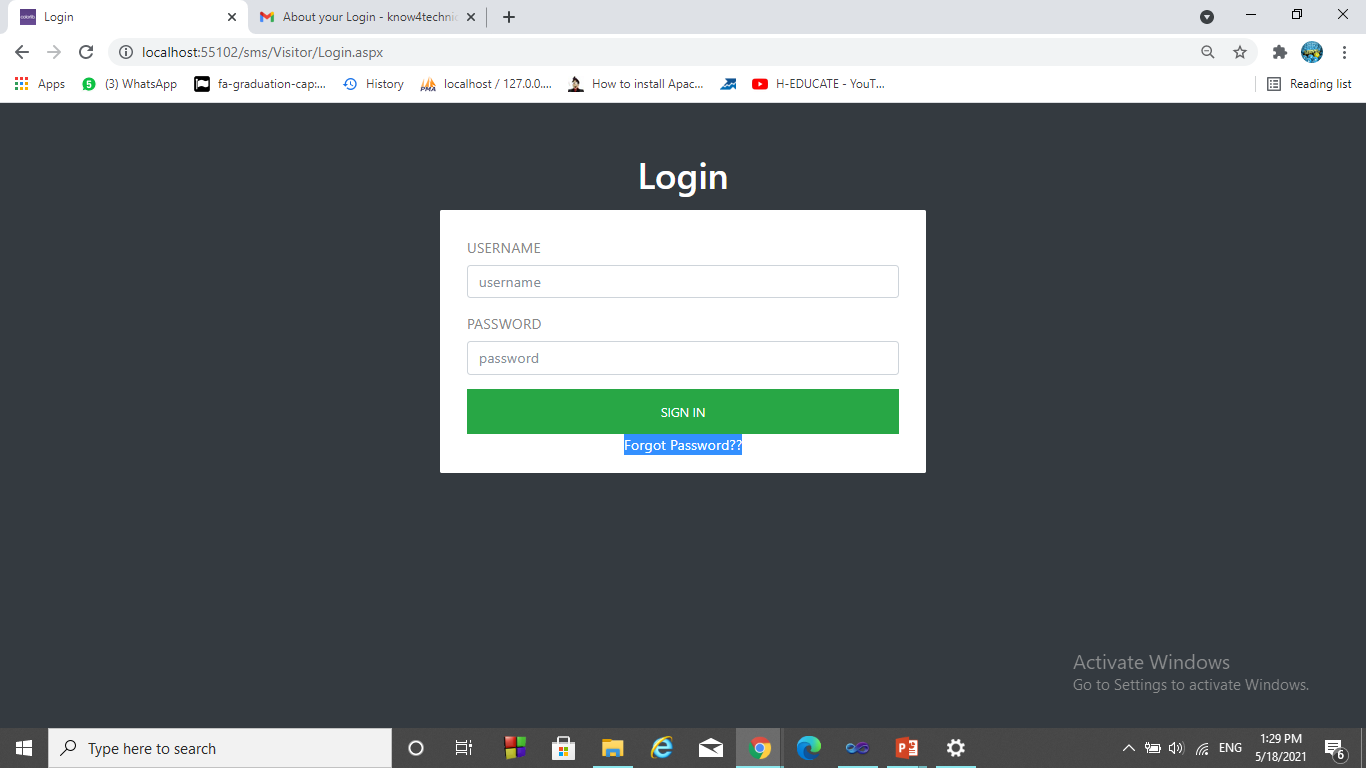 Login
About your Login - know4technic
localhost:55102/sms/Visitor/Login.aspx
Apps
(3) WhatsApp
fa-graduation-cap:...
History
localhost / 127.0.0....
How to install Apac...
H-EDUCATE - YouT...
Reading list
Login
USERNAME
username
PASSWORD
password
SIGN IN
Forgot Password??
Activate Windows
Go to Settings to activate Windows.
Type here to search
ENG
1:29 PM
5/18/2021
6